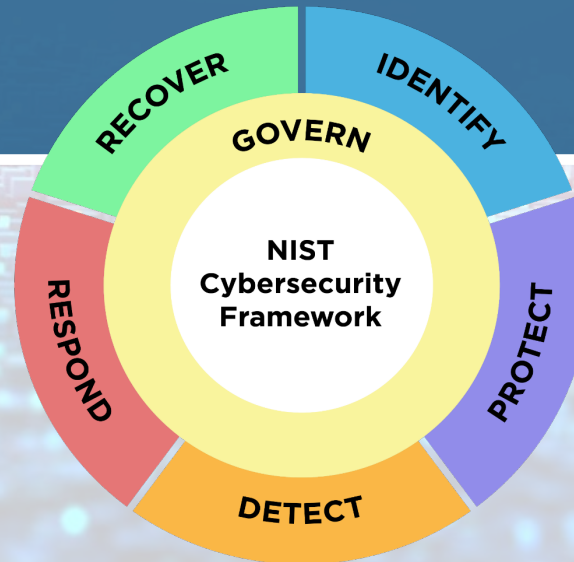 RECOVER
IDENTIFY
GOVERN
NIST
Cybersecurity
Framework
RESPOND
PROTECT
DETECT